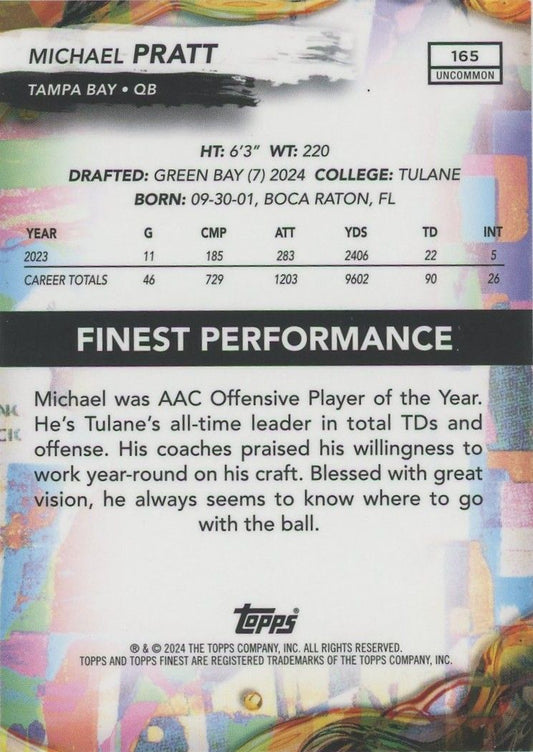 MICHAEL PRATT
165
UNCOMMON
TAMPA BAY • QB
HT: 6'3" WT: 220
DRAFTED: GREEN BAY (7) 2024 COLLEGE: TULANE
BORN: 09-30-01, BOCA RATON, FL
YEAR G CMP ATT YDS TD INT
2023 11 185 283 2406 22 5
CAREER TOTALS 46 729 1203 9602 90 26
FINEST PERFORMANCE
Michael was AAC Offensive Player of the Year.
He's Tulane's all-time leader in total TDs and
offense. His coaches praised his willingness to
work year-round on his craft. Blessed with great
vision, he always seems to know where to go
with the ball.
Topps®
® & © 2024 THE TOPPS COMPANY, INC. ALL RIGHTS RESERVED.
TOPPS AND TOPPS FINEST ARE REGISTERED TRADEMARKS OF THE TOPPS COMPANY, INC.